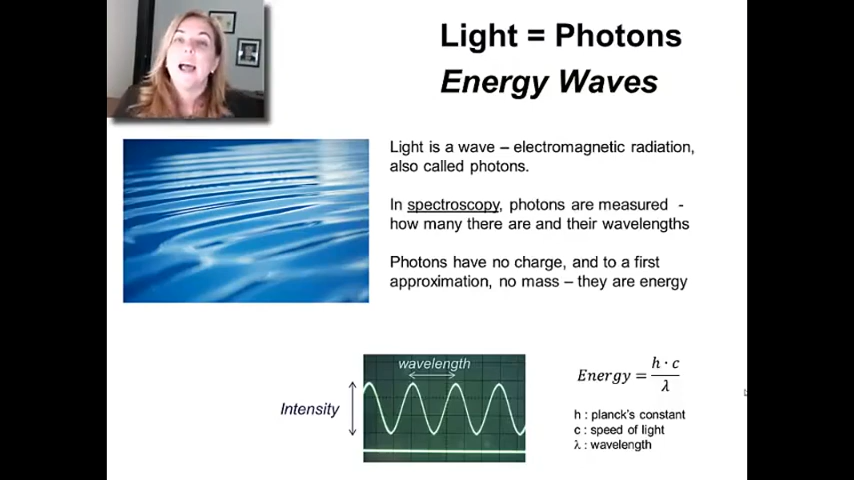 Light = Photons
Energy Waves
Light is a wave – electromagnetic radiation,
also called photons.
In spectroscopy, photons are measured -
how many there are and their wavelengths
Photons have no charge, and to a first
approximation, no mass – they are energy
wavelength
Intensity
Energy = h · c / λ
h : planck's constant
c : speed of light
λ : wavelength